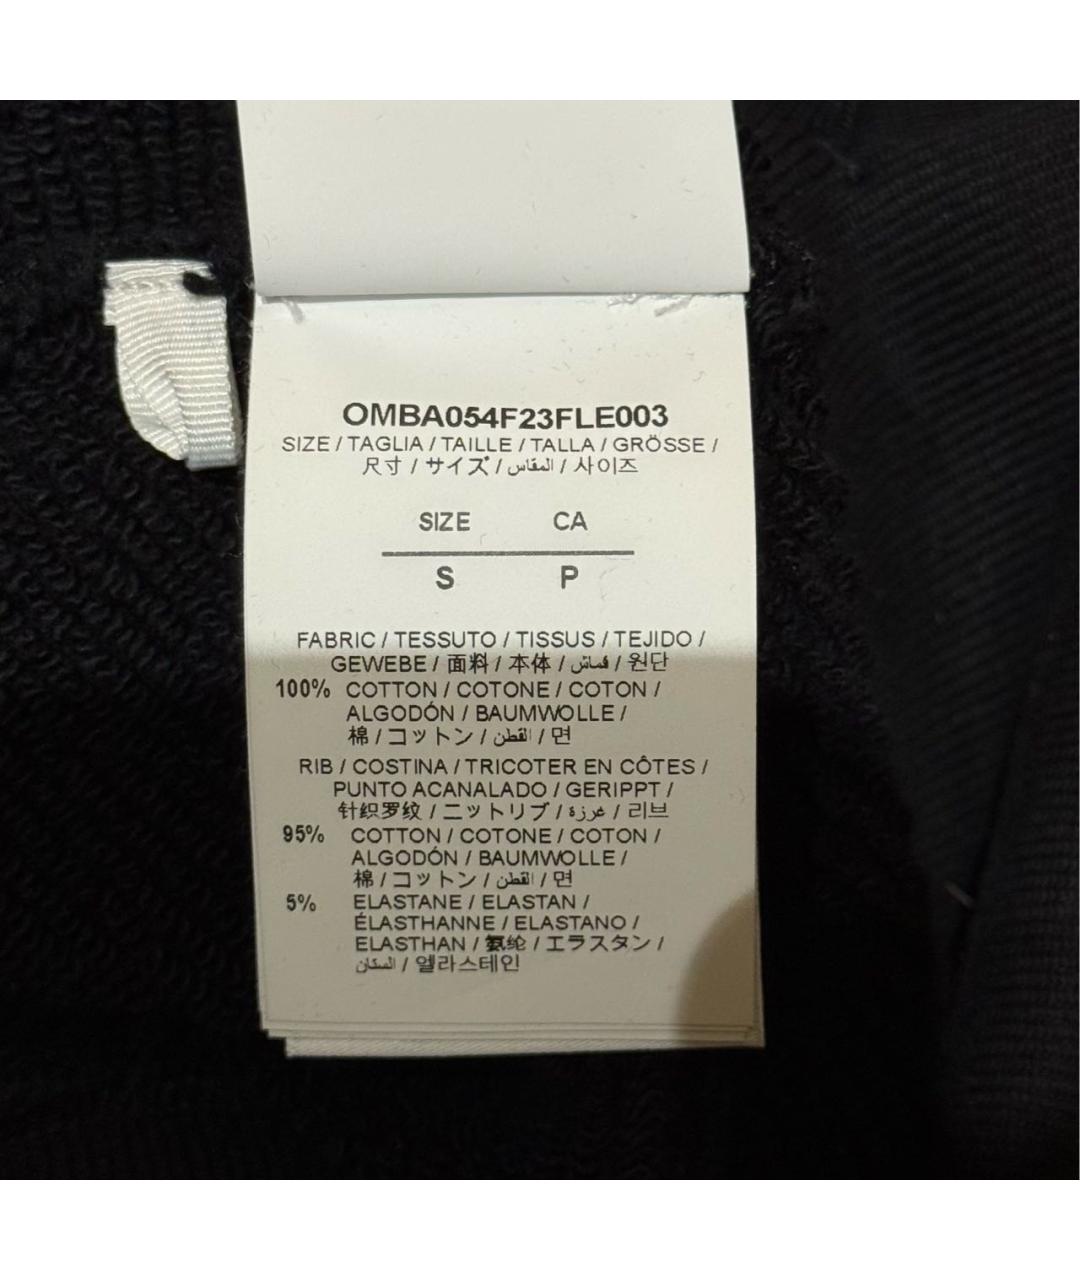 OMBA054F23FLE003
SIZE / TAGLIA / TAILLE / TALLA / GRÖSSE /
尺寸 / サイズ / المقاس / 사이즈
SIZE CA
S P
FABRIC / TESSUTO / TISSUS / TEJIDO /
GEWEBE / 面料 / 本体 / قماش / 원단
100% COTTON / COTONE / COTON /
ALGODÓN / BAUMWOLLE /
棉 / コットン / القطن / 면
RIB / COSTINA / TRICOTER EN CÔTES /
PUNTO ACANALADO / GERIPPT /
针织罗纹 / ニットリブ / غرزة / 리브
95% COTTON / COTONE / COTON /
ALGODÓN / BAUMWOLLE /
棉 / コットン / القطن / 면
5% ELASTANE / ELASTAN /
ÉLASTHANNE / ELASTANO /
ELASTHAN / 氨纶 / エラスタン /
السستان / 엘라스테인